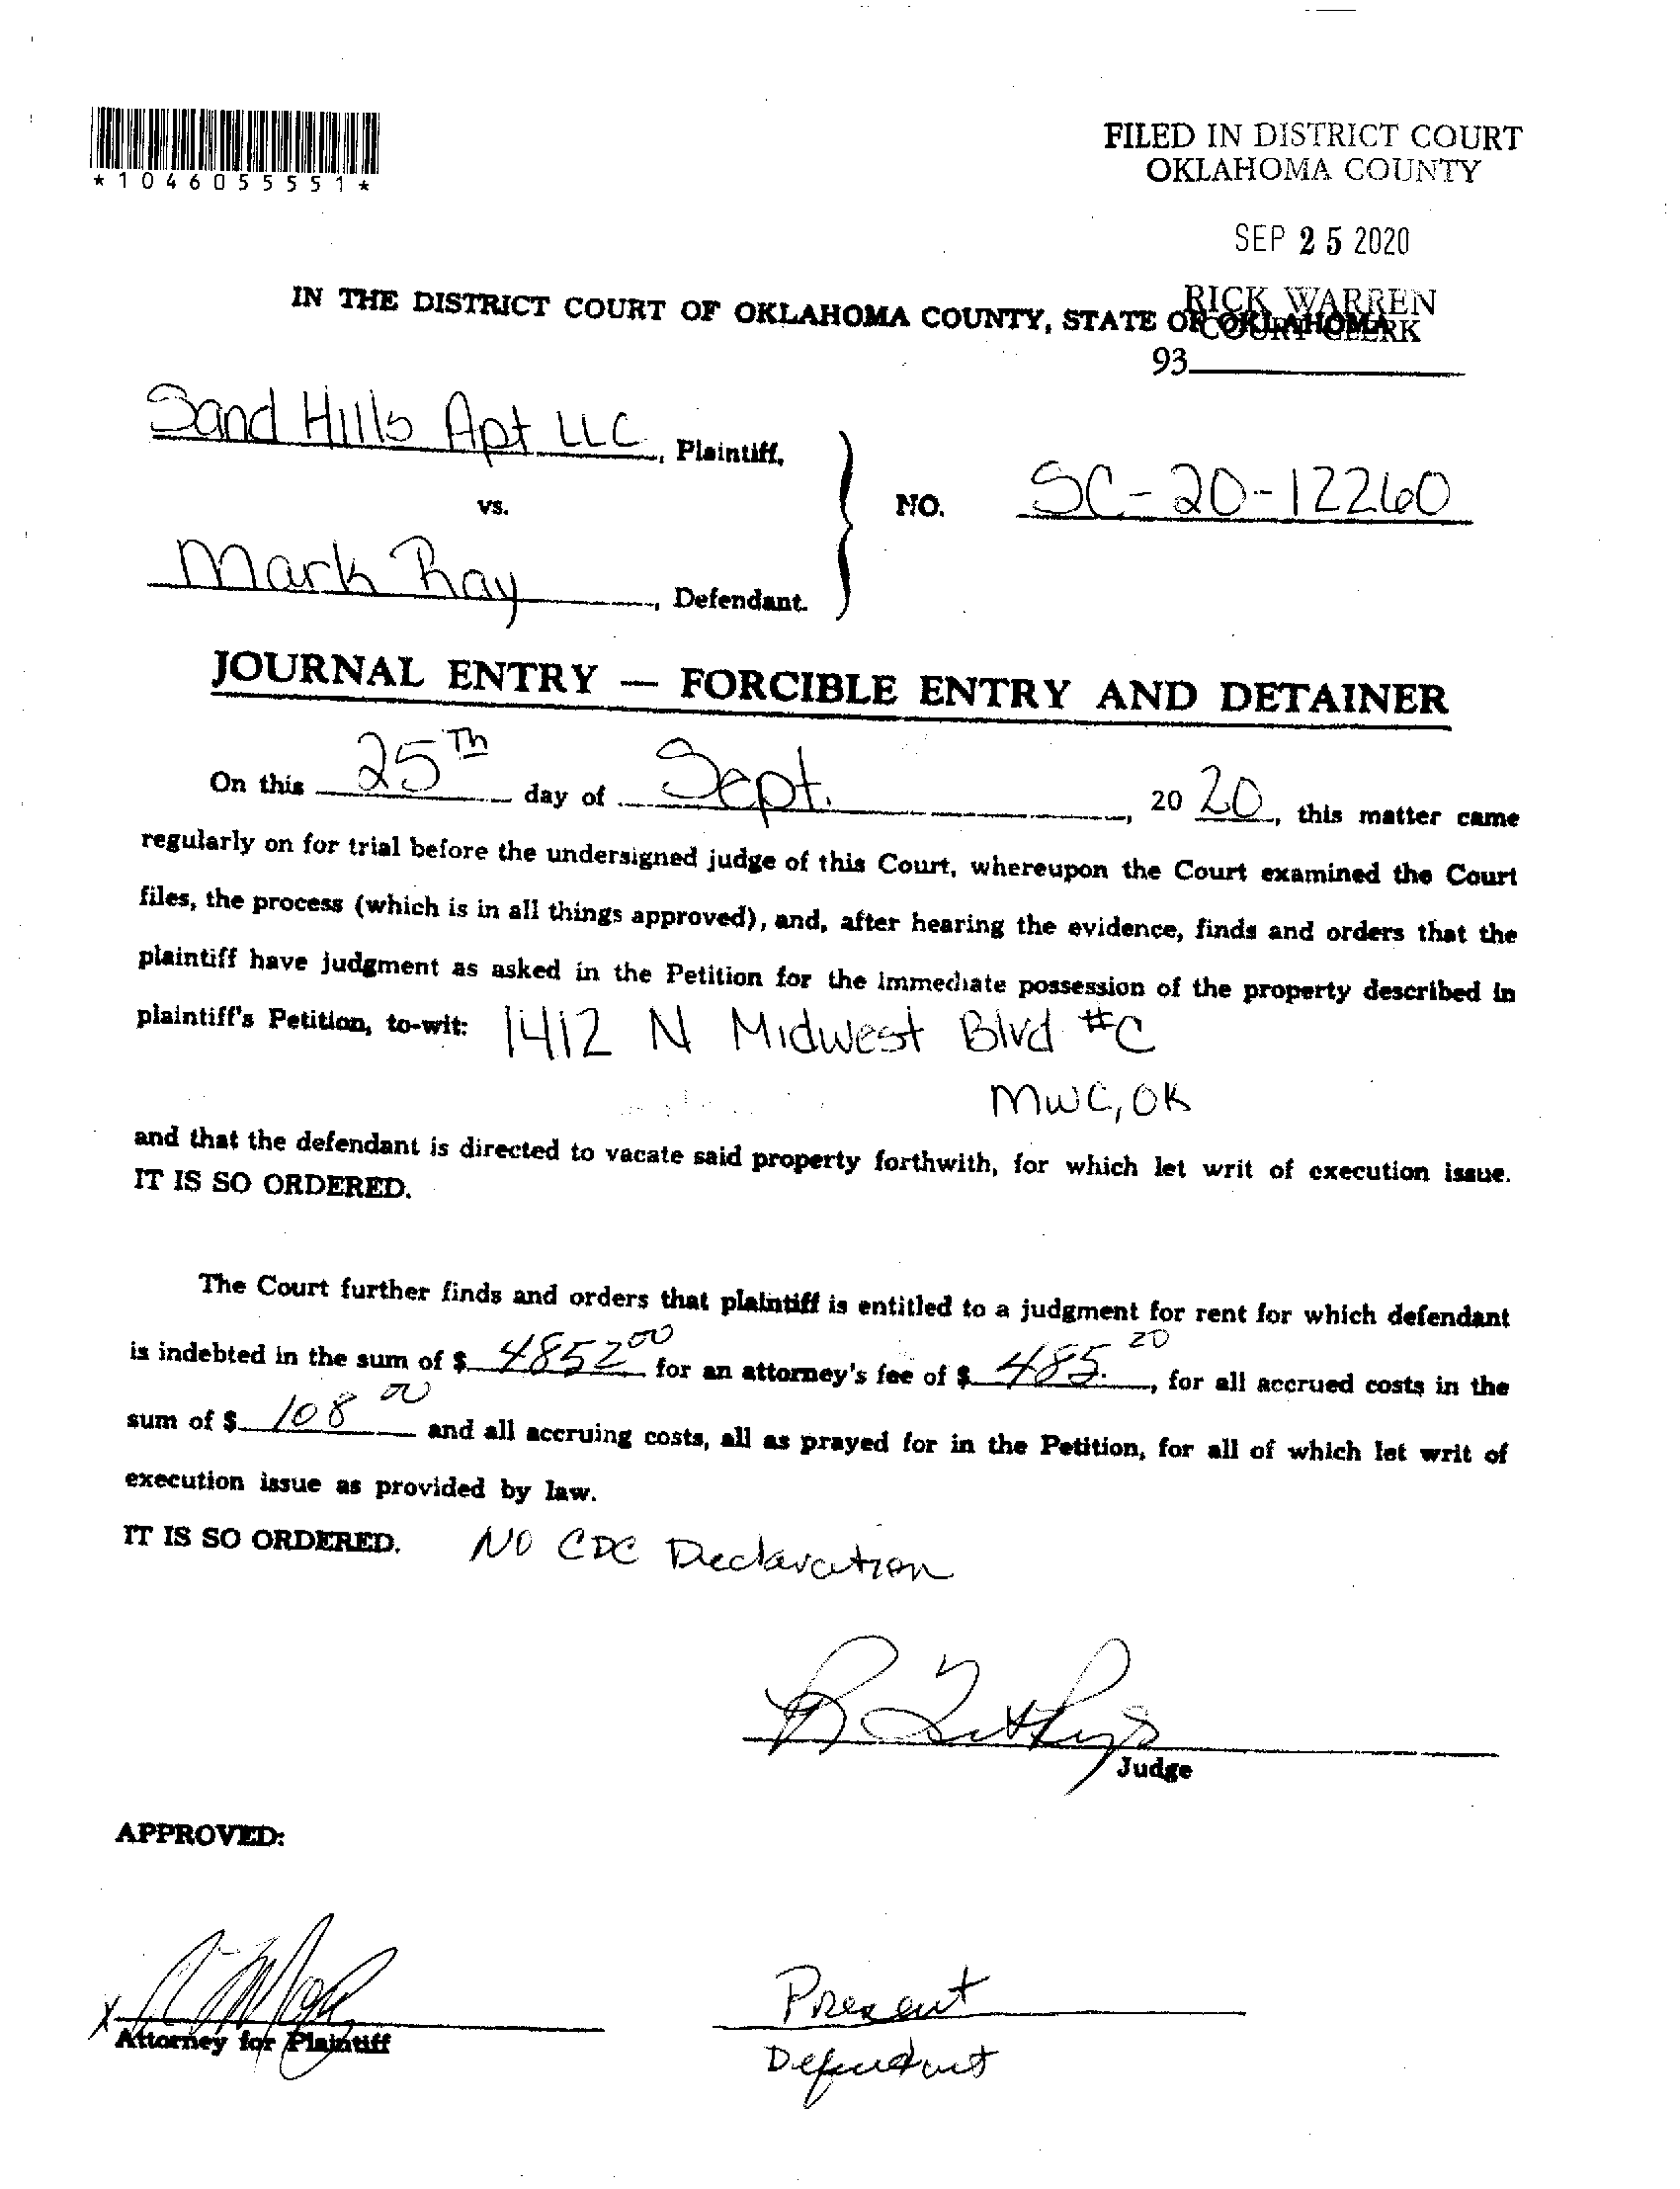 *1046055551*
FILED IN DISTRICT COURT
OKLAHOMA COUNTY
SEP 25 2020
RICK WARREN
COURT CLERK
IN THE DISTRICT COURT OF OKLAHOMA COUNTY, STATE OF OKLAHOMA
93
Sand Hills Apt LLC, Plaintiff,
vs.
NO. SC-20-12260
Mark Ray, Defendant.
JOURNAL ENTRY — FORCIBLE ENTRY AND DETAINER
On this 25Th day of Sept., 20 20, this matter came
regularly on for trial before the undersigned judge of this Court, whereupon the Court examined the Court
files, the process (which is in all things approved), and, after hearing the evidence, finds and orders that the
plaintiff have judgment as asked in the Petition for the immediate possession of the property described in
plaintiff's Petition, to-wit: 1412 N Midwest Blvd #C
MWC, OK
and that the defendant is directed to vacate said property forthwith, for which let writ of execution issue.
IT IS SO ORDERED.
The Court further finds and orders that plaintiff is entitled to a judgment for rent for which defendant
is indebted in the sum of $ 4852 00 for an attorney's fee of $ 485. 20, for all accrued costs in the
sum of $ 108 00 and all accruing costs, all as prayed for in the Petition, for all of which let writ of
execution issue as provided by law.
IT IS SO ORDERED. NO CDC Declaration
Judge
APPROVED:
X
Attorney for Plaintiff
Present
Defendant